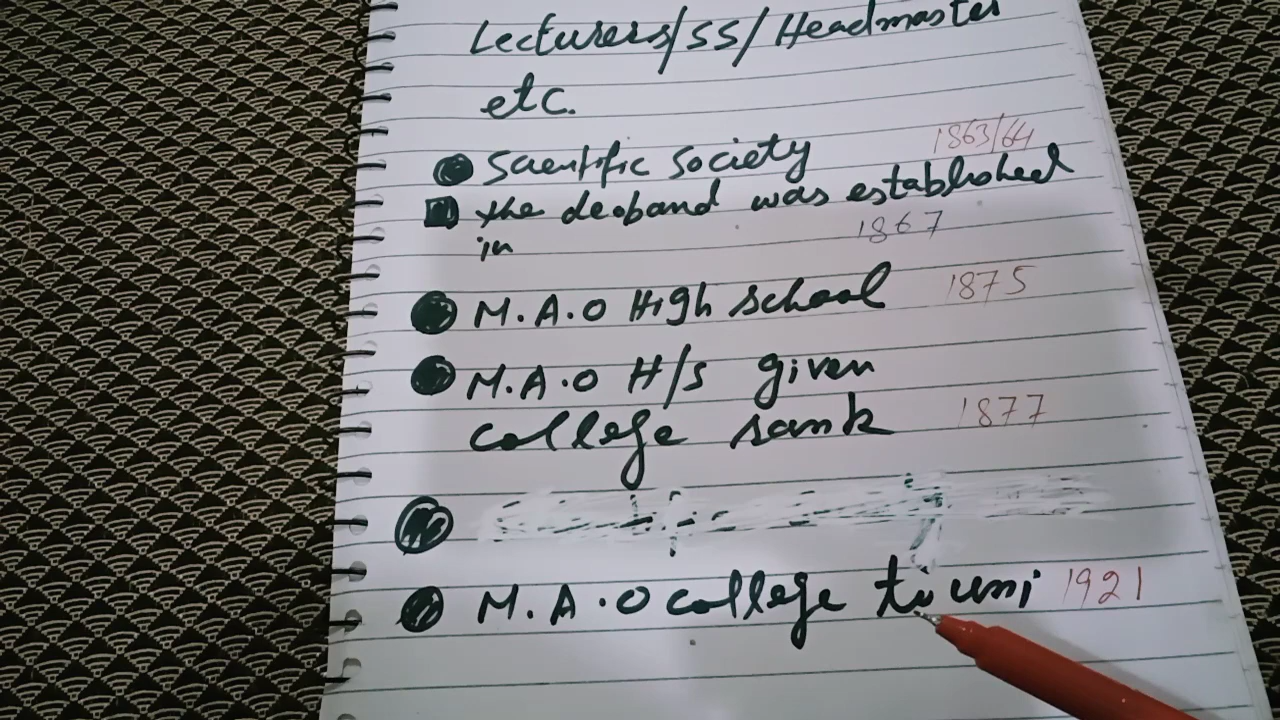 Lecturers/SS/Headmaster
etc.
Scientific society 1863/64
the deoband was established
in 1867
M.A.O High school 1875
M.A.O H/s given
college rank 1877
M.A.O college to uni 1921